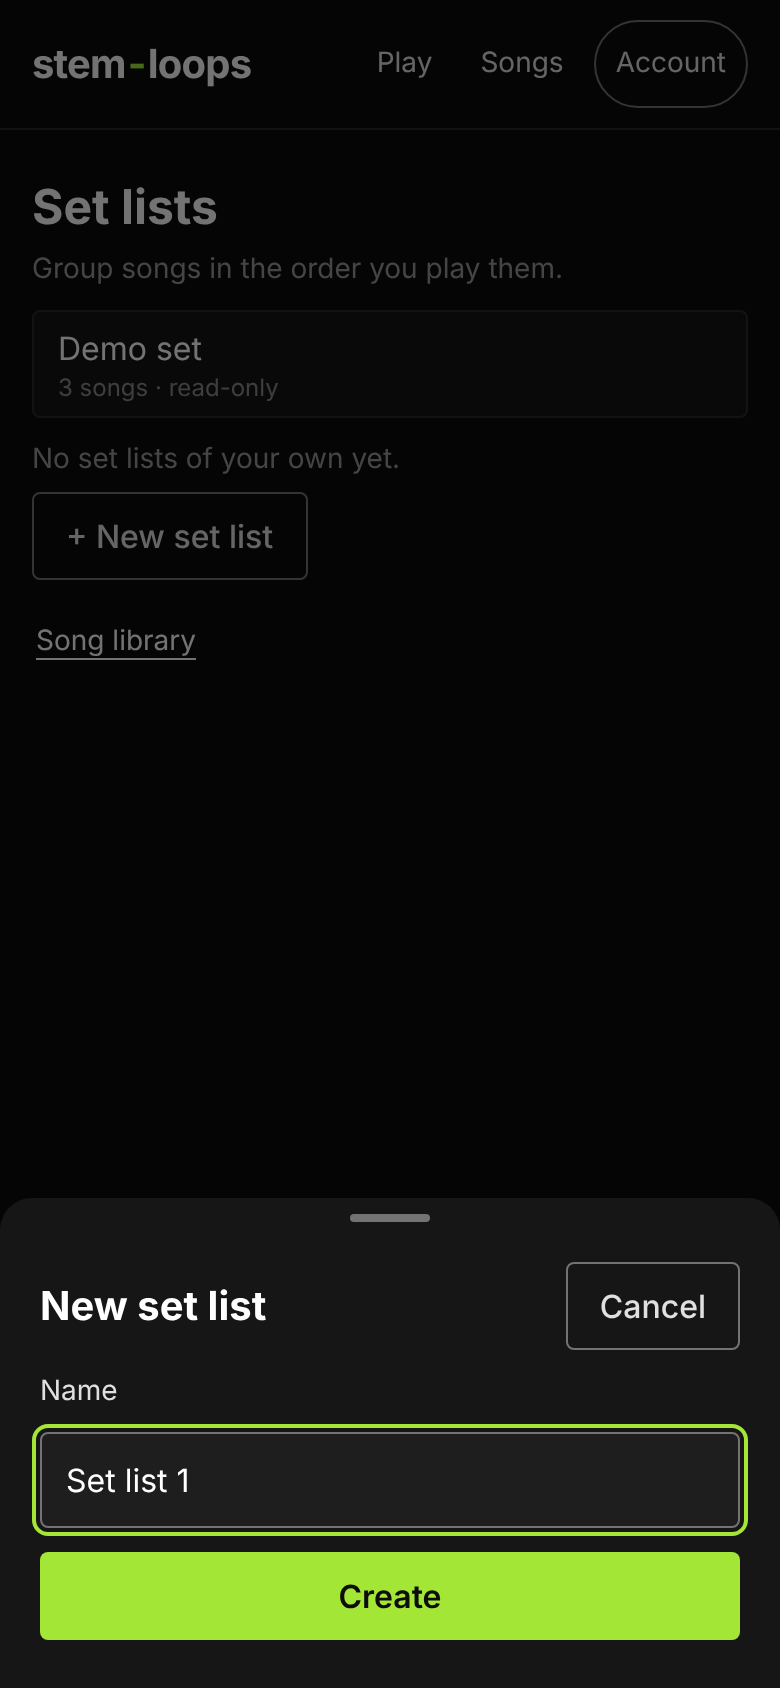 stem-loops
Play
Songs
Account
Set lists
Group songs in the order you play them.
Demo set
3 songs · read-only
No set lists of your own yet.
+ New set list
Song library
New set list
Cancel
Name
Set list 1
Create